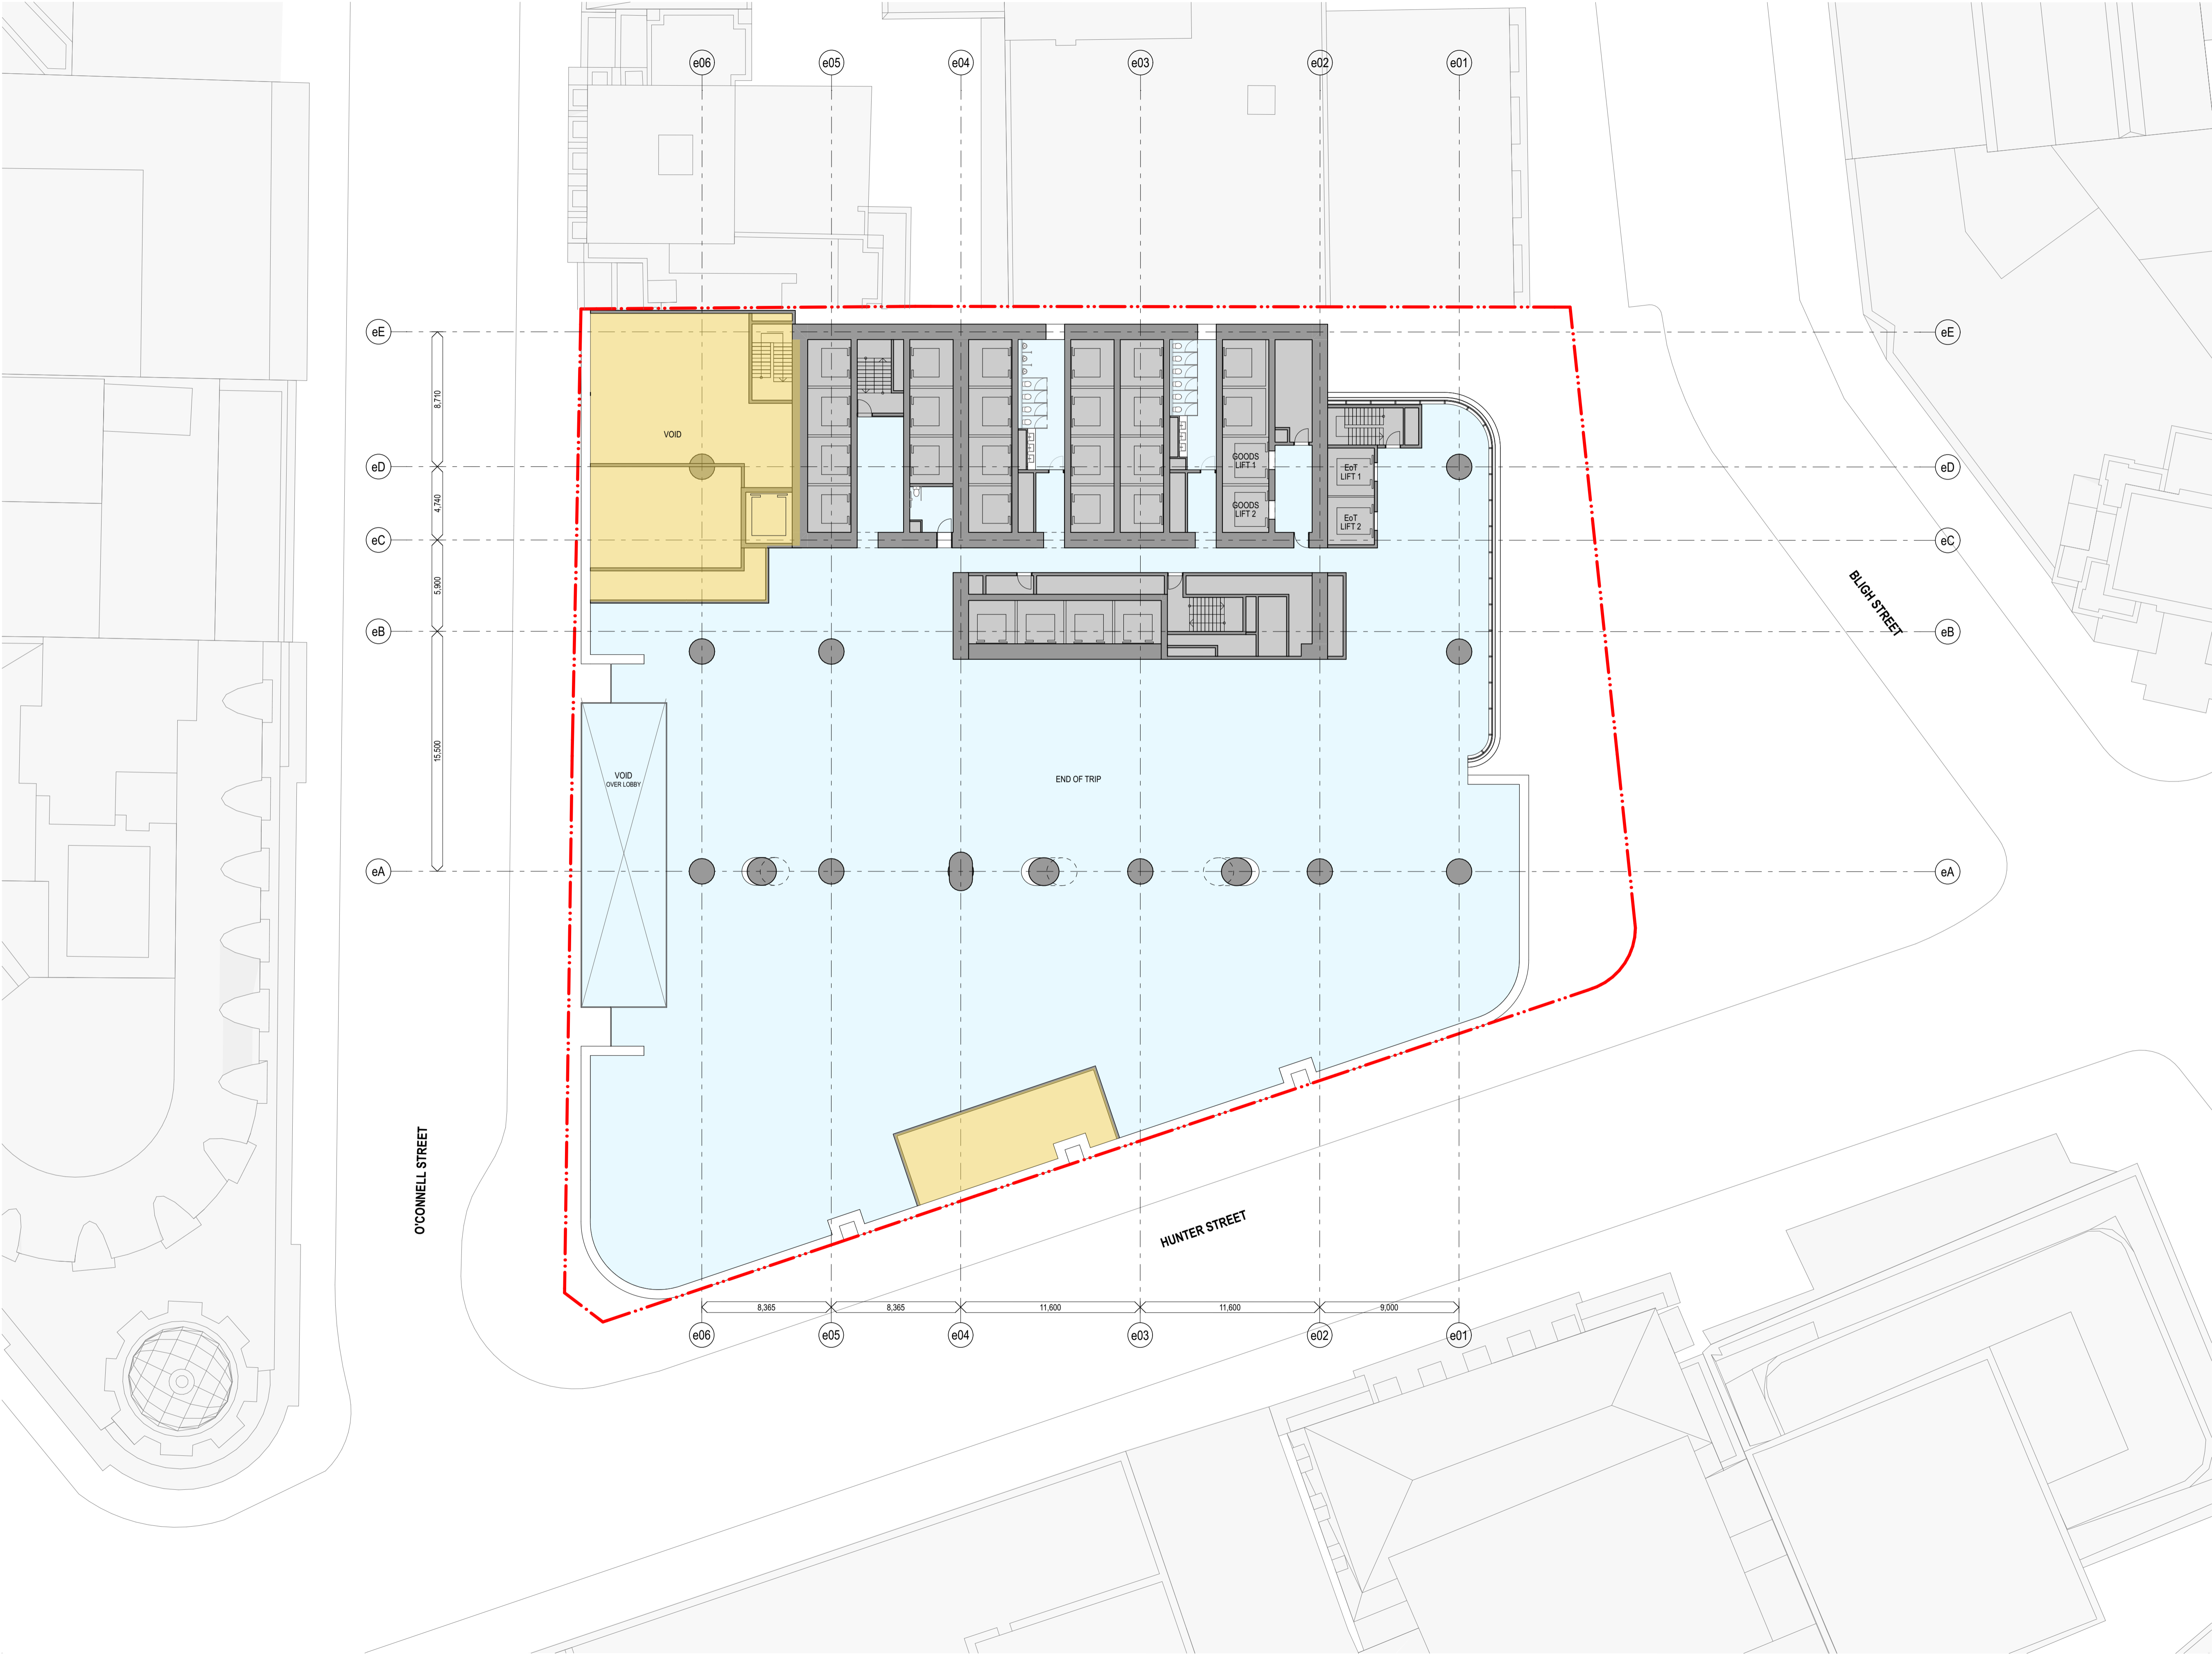 e06
e05
e04
e03
e02
e01
eE
eE
8,710
VOID
GOODS
LIFT 1
EoT
LIFT 1
eD
eD
4,740
GOODS
LIFT 2
EoT
LIFT 2
eC
eC
5,900
BLIGH STREET
eB
eB
15,500
VOID
OVER LOBBY
END OF TRIP
eA
eA
O'CONNELL STREET
HUNTER STREET
8,365
8,365
11,600
11,600
9,000
e06
e05
e04
e03
e02
e01